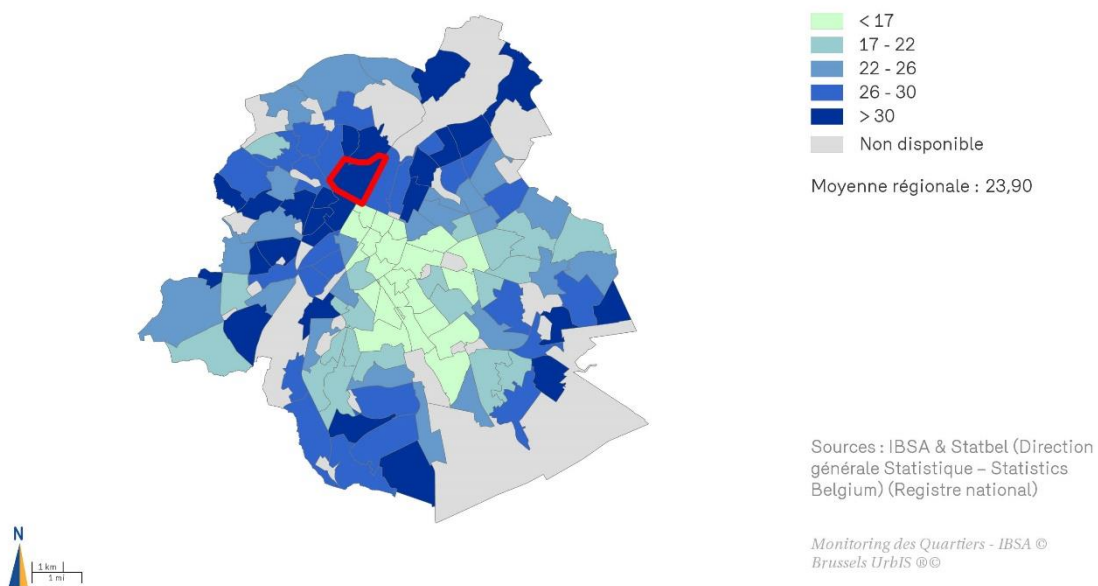 < 17
17 - 22
22 - 26
26 - 30
> 30
Non disponible
Moyenne régionale : 23,90
Sources : IBSA & Statbel (Direction
générale Statistique – Statistics
Belgium) (Registre national)
Monitoring des Quartiers - IBSA ©
Brussels UrbIS ®©
N
1 km
1 mi